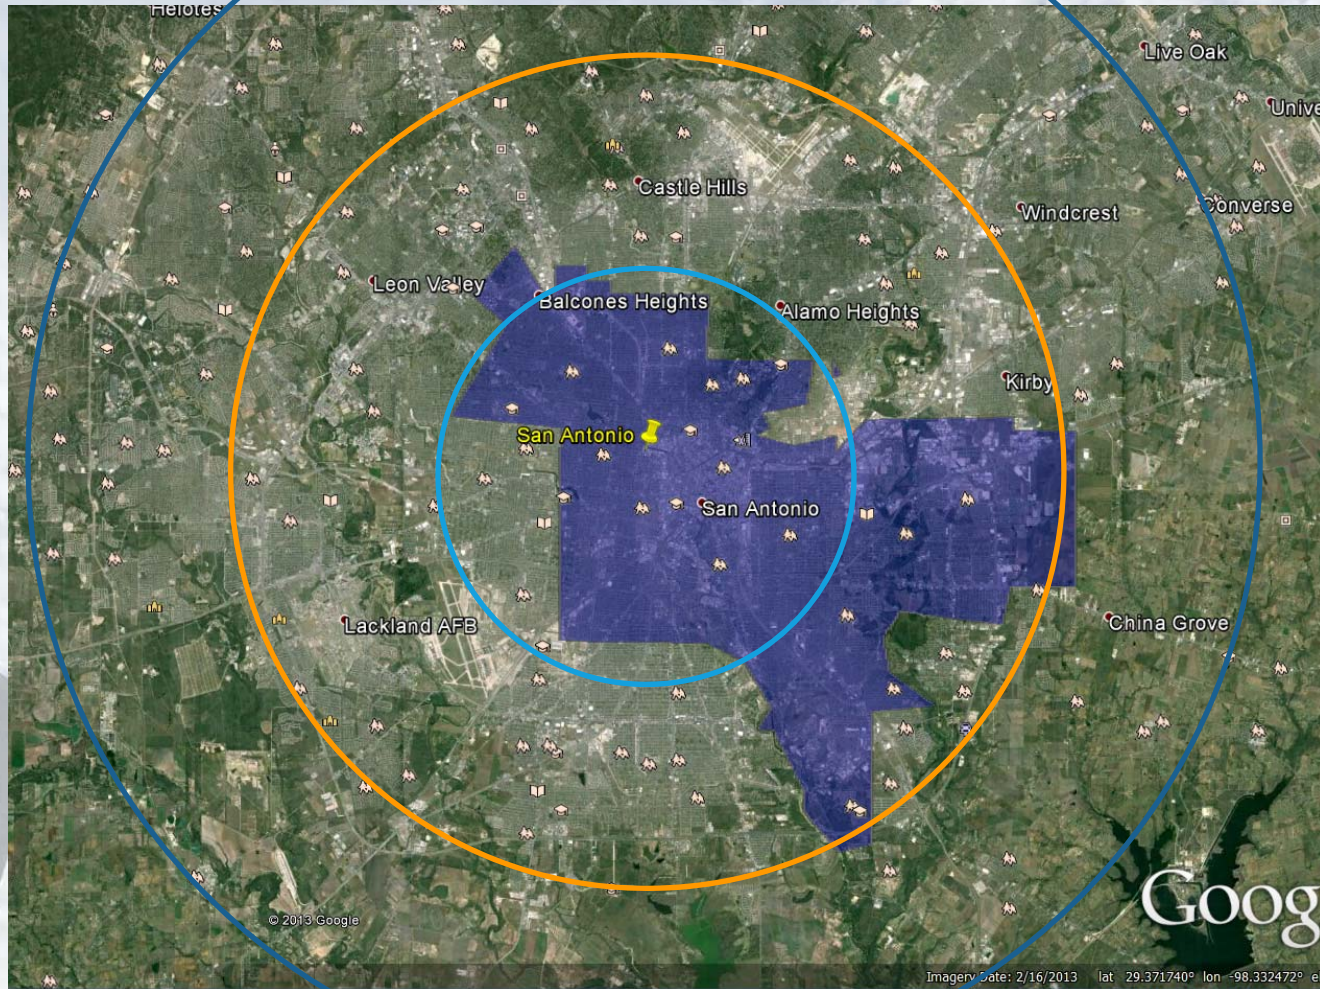 Helotes
Live Oak
Unive
Castle Hills
Converse
Windcrest
Leon Valley
Balcones Heights
Alamo Heights
Kirby
San Antonio
San Antonio
Lackland AFB
China Grove
© 2013 Google
Goog
Imagery Date: 2/16/2013 lat 29.371740° lon -98.332472° el